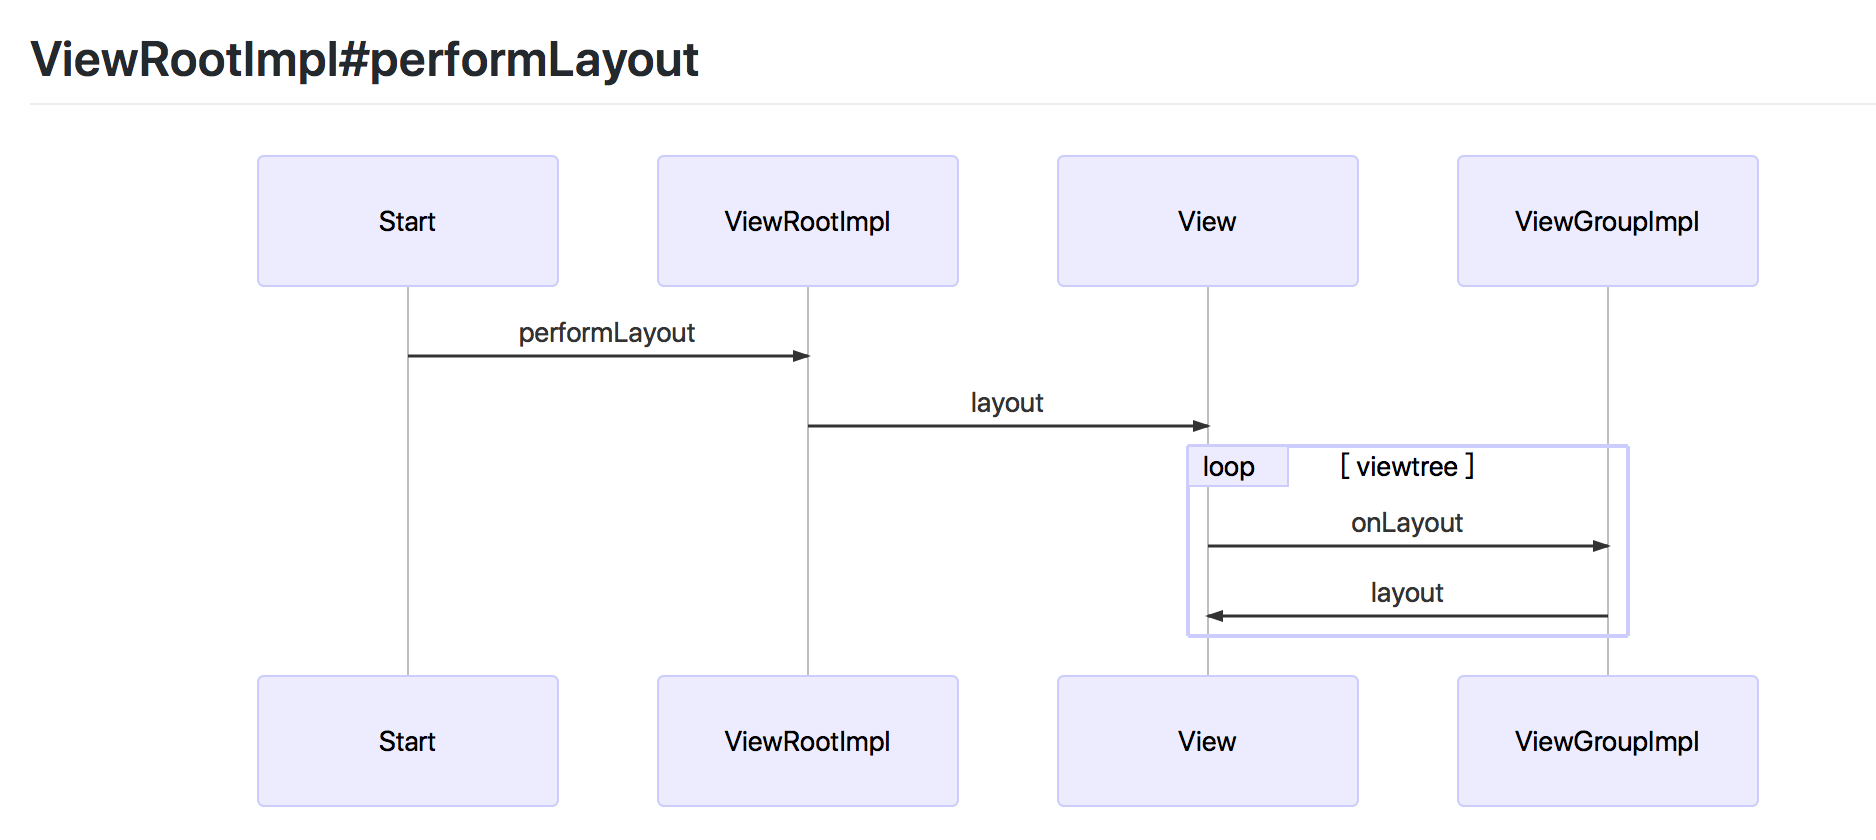 ViewRootImpl#performLayout
Start
ViewRootImpl
View
ViewGroupImpl
performLayout
layout
loop
[ viewtree ]
onLayout
layout
Start
ViewRootImpl
View
ViewGroupImpl